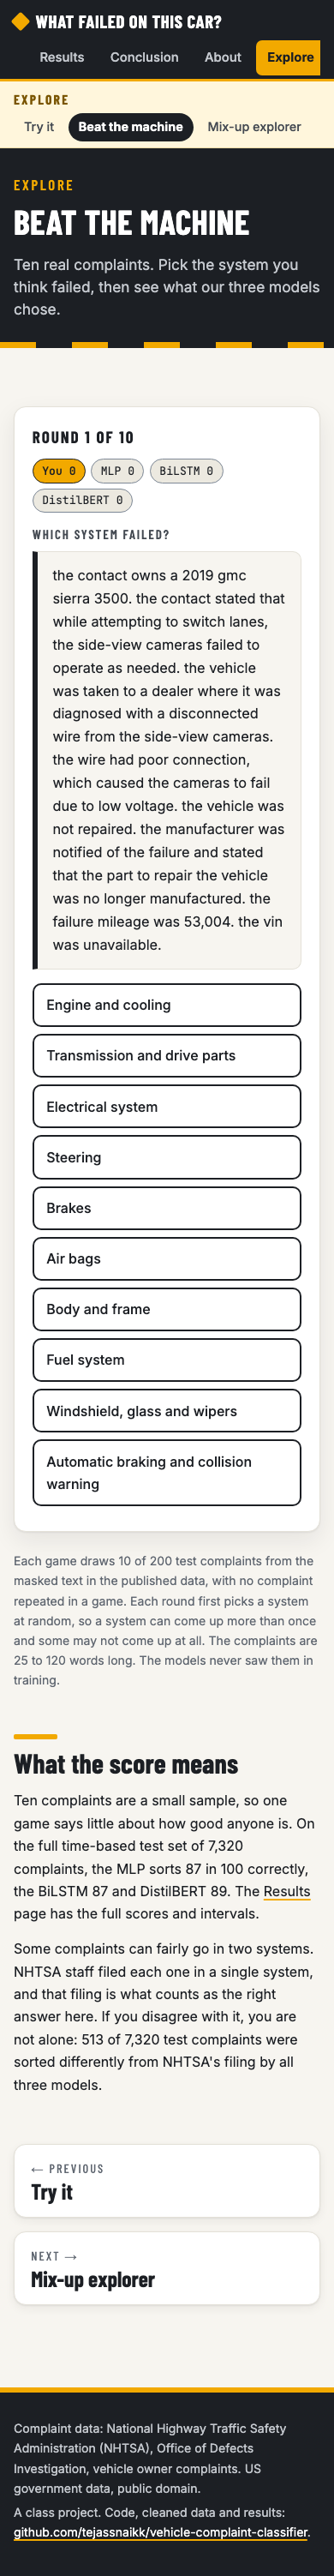 WHAT FAILED ON THIS CAR?
Results Conclusion About Explore
EXPLORE
Try it Beat the machine Mix-up explorer
EXPLORE
BEAT THE MACHINE
Ten real complaints. Pick the system you
think failed, then see what our three models
chose.
ROUND 1 OF 10
You 0 MLP 0 BiLSTM 0
DistilBERT 0
WHICH SYSTEM FAILED?
the contact owns a 2019 gmc
sierra 3500. the contact stated that
while attempting to switch lanes,
the side-view cameras failed to
operate as needed. the vehicle
was taken to a dealer where it was
diagnosed with a disconnected
wire from the side-view cameras.
the wire had poor connection,
which caused the cameras to fail
due to low voltage. the vehicle was
not repaired. the manufacturer was
notified of the failure and stated
that the part to repair the vehicle
was no longer manufactured. the
failure mileage was 53,004. the vin
was unavailable.
Engine and cooling
Transmission and drive parts
Electrical system
Steering
Brakes
Air bags
Body and frame
Fuel system
Windshield, glass and wipers
Automatic braking and collision
warning
Each game draws 10 of 200 test complaints from the
masked text in the published data, with no complaint
repeated in a game. Each round first picks a system
at random, so a system can come up more than once
and some may not come up at all. The complaints are
25 to 120 words long. The models never saw them in
training.
What the score means
Ten complaints are a small sample, so one
game says little about how good anyone is. On
the full time-based test set of 7,320
complaints, the MLP sorts 87 in 100 correctly,
the BiLSTM 87 and DistilBERT 89. The Results
page has the full scores and intervals.
Some complaints can fairly go in two systems.
NHTSA staff filed each one in a single system,
and that filing is what counts as the right
answer here. If you disagree with it, you are
not alone: 513 of 7,320 test complaints were
sorted differently from NHTSA's filing by all
three models.
← PREVIOUS
Try it
NEXT →
Mix-up explorer
Complaint data: National Highway Traffic Safety
Administration (NHTSA), Office of Defects
Investigation, vehicle owner complaints. US
government data, public domain.
A class project. Code, cleaned data and results:
github.com/tejassnaikk/vehicle-complaint-classifier.